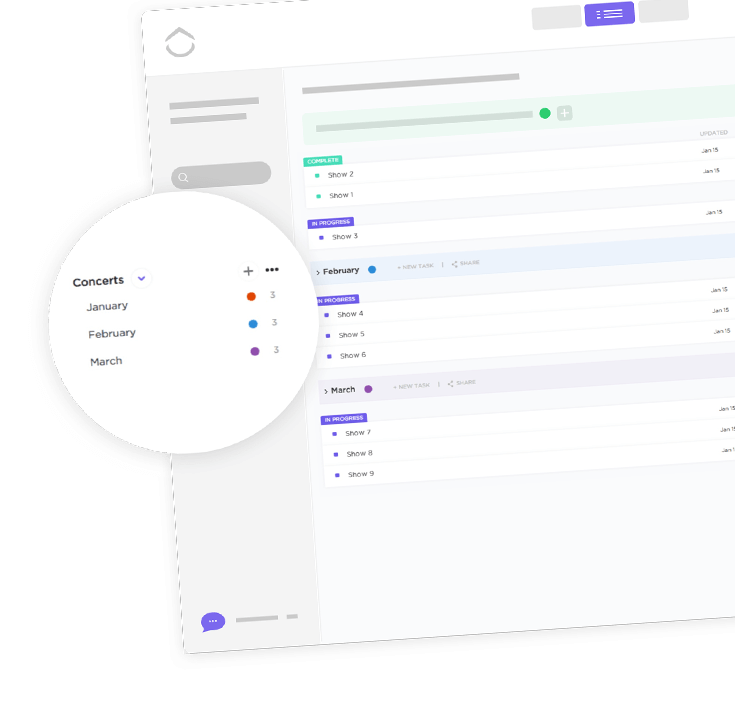 UPDATED
COMPLETE
Show 2 Jan 15
Show 1 Jan 15
IN PROGRESS
Show 3 Jan 15
February + NEW TASK | SHARE
IN PROGRESS
Show 4 Jan 15
Show 5 Jan 15
Show 6 Jan 15
March + NEW TASK | SHARE
IN PROGRESS
Show 7 Jan 15
Show 8 Jan 15
Show 9 Jan 1
Concerts
January 3
February 3
March 3